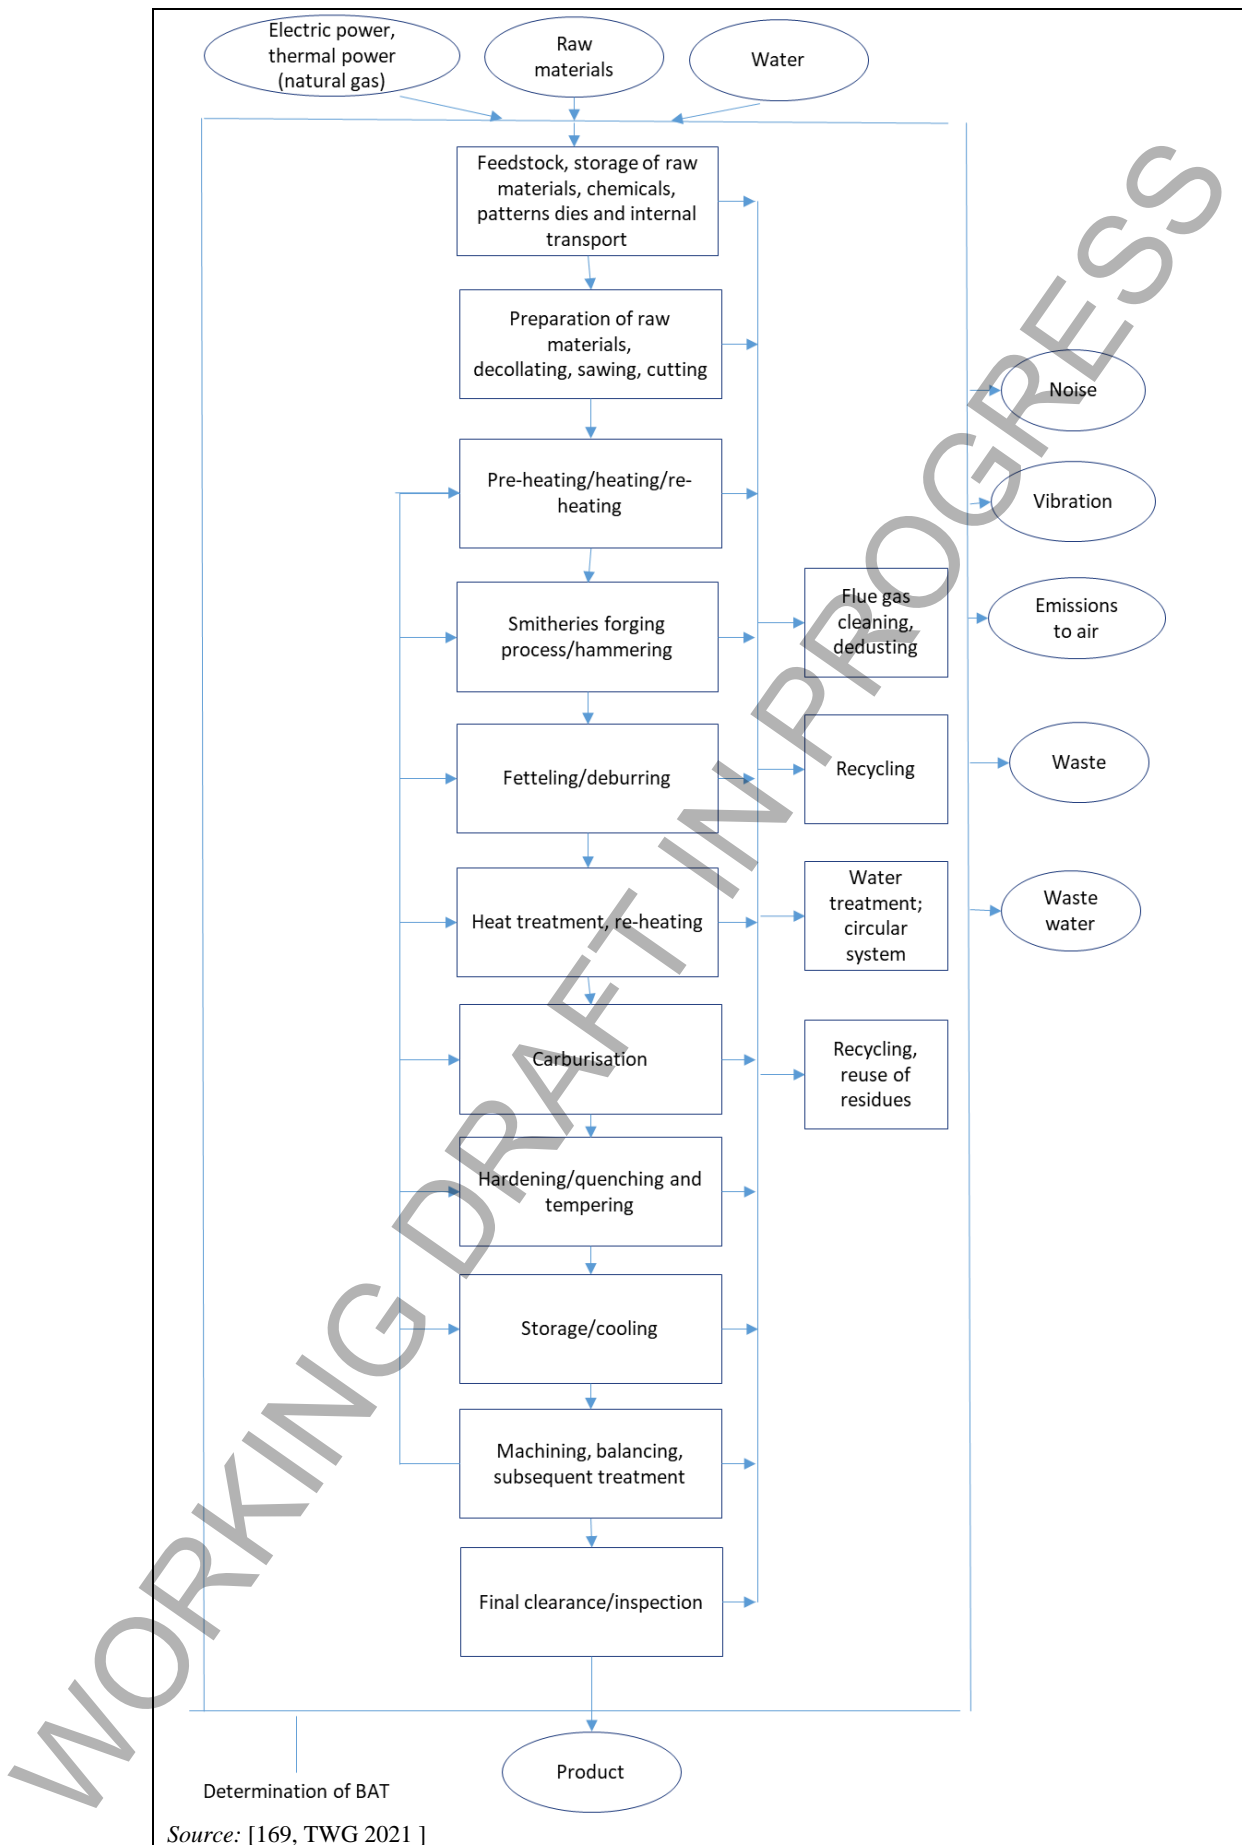 Electric power,
thermal power
(natural gas)
Raw
materials
Water
Feedstock, storage of raw
materials, chemicals,
patterns dies and internal
transport
Preparation of raw
materials,
decollating, sawing, cutting
Noise
Pre-heating/heating/re-
heating
Vibration
Smitheries forging
process/hammering
Flue gas
cleaning,
dedusting
Emissions
to air
Fetteling/deburring
Recycling
Waste
Heat treatment, re-heating
Water
treatment;
circular
system
Waste
water
Carburisation
Recycling,
reuse of
residues
Hardening/quenching and
tempering
Storage/cooling
Machining, balancing,
subsequent treatment
Final clearance/inspection
Product
Determination of BAT
Source: [169, TWG 2021 ]
WORKING DRAFT IN PROGRESS